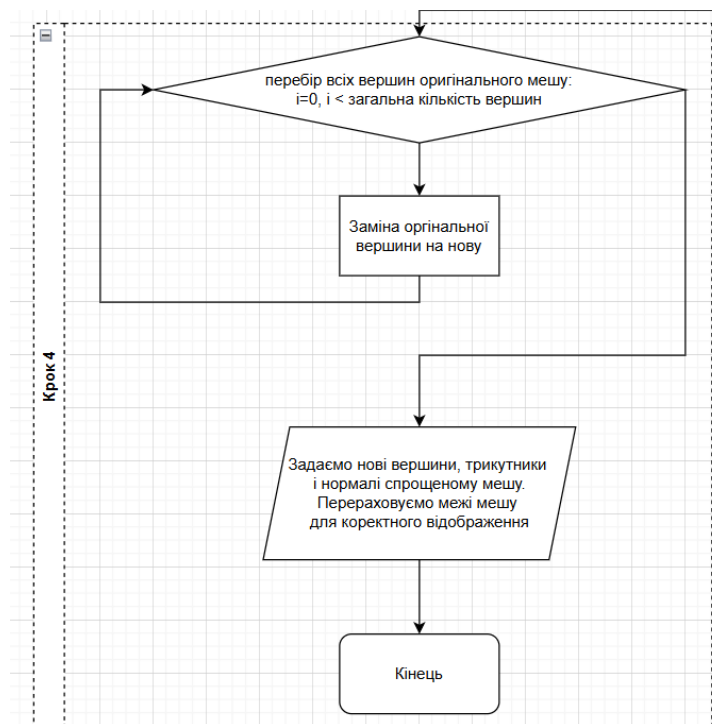 Крок 4
перебір всіх вершин оригінального мешу:
i=0, i < загальна кількість вершин
Заміна оргінальної
вершини на нову
Задаємо нові вершини, трикутники
і нормалі спрощеному мешу.
Перераховуємо межі мешу
для коректного відображення
Кінець